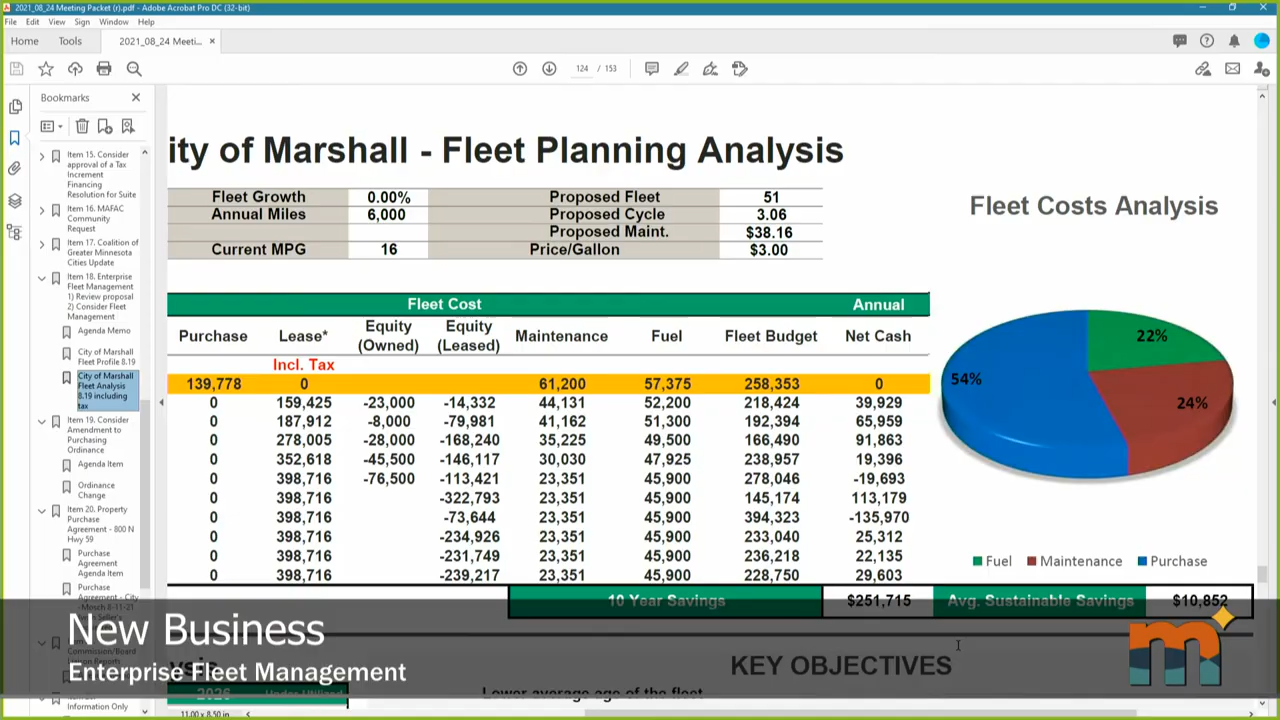 2021_08_24 Meeting Packet (r).pdf - Adobe Acrobat Pro DC (32-bit)
File Edit View Sign Window Help
Home Tools 2021_08_24 Meeti... ×
124 / 153
Bookmarks
Item 15. Consider
approval of a Tax
Increment
Financing
Resolution for Suite
Item 16. MAFAC
Community
Request
Item 17. Coalition of
Greater Minnesota
Cities Update
Item 18. Enterprise
Fleet Management
1) Review proposal
2) Consider Fleet
Management
Agenda Memo
City of Marshall
Fleet Profile 8.19
City of Marshall
Fleet Analysis
8.19 including
tax
Item 19. Consider
Amendment to
Purchasing
Ordinance
Agenda Item
Ordinance
Change
Item 20. Property
Purchase
Agreement - 800 N
Hwy 59
Purchase
Agreement
Agenda Item
Purchase
Agreement - City
Information Only
ity of Marshall - Fleet Planning Analysis
Fleet Growth 0.00% Proposed Fleet 51
Annual Miles 6,000 Proposed Cycle 3.06
Proposed Maint. $38.16
Current MPG 16 Price/Gallon $3.00
Fleet Cost Annual
Purchase Lease* Equity (Owned) Equity (Leased) Maintenance Fuel Fleet Budget Net Cash
Incl. Tax
139,778 0 61,200 57,375 258,353 0
0 159,425 -23,000 -14,332 44,131 52,200 218,424 39,929
0 187,912 -8,000 -79,981 41,162 51,300 192,394 65,959
0 278,005 -28,000 -168,240 35,225 49,500 166,490 91,863
0 352,618 -45,500 -146,117 30,030 47,925 238,957 19,396
0 398,716 -76,500 -113,421 23,351 45,900 278,046 -19,693
0 398,716 -322,793 23,351 45,900 145,174 113,179
0 398,716 -73,644 23,351 45,900 394,323 -135,970
0 398,716 -234,926 23,351 45,900 233,040 25,312
0 398,716 -231,749 23,351 45,900 236,218 22,135
0 398,716 -239,217 23,351 45,900 228,750 29,603
10 Year Savings $251,715 Avg. Sustainable Savings $10,852
Fleet Costs Analysis
22%
54%
24%
Fuel Maintenance Purchase
KEY OBJECTIVES
Lower average age of the fleet
2026 Under Utilized
New Business
Enterprise Fleet Management
m
11.00 x 8.50 in